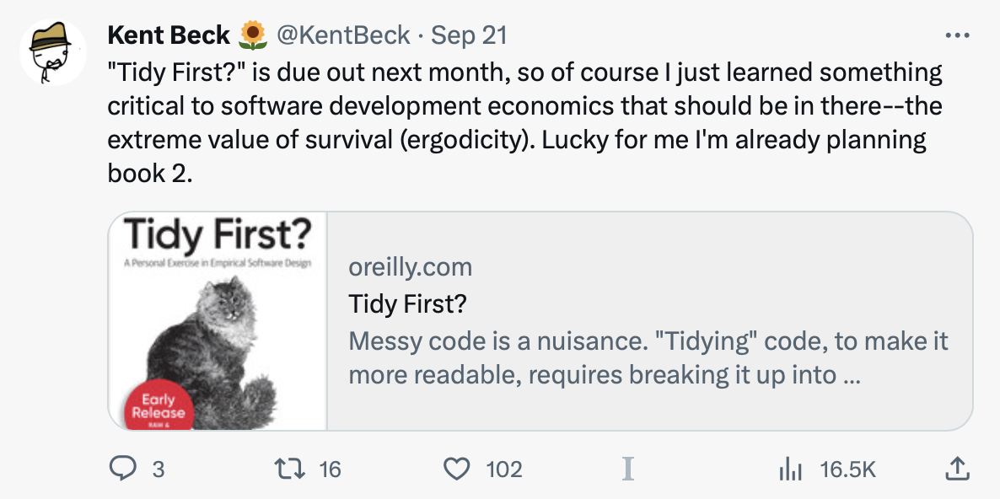 Kent Beck 🌻 @KentBeck · Sep 21
"Tidy First?" is due out next month, so of course I just learned something
critical to software development economics that should be in there--the
extreme value of survival (ergodicity). Lucky for me I'm already planning
book 2.
Tidy First?
A Personal Exercise in Empirical Software Design
Early
Release
RAW &
oreilly.com
Tidy First?
Messy code is a nuisance. "Tidying" code, to make it
more readable, requires breaking it up into ...
3 16 102 16.5K